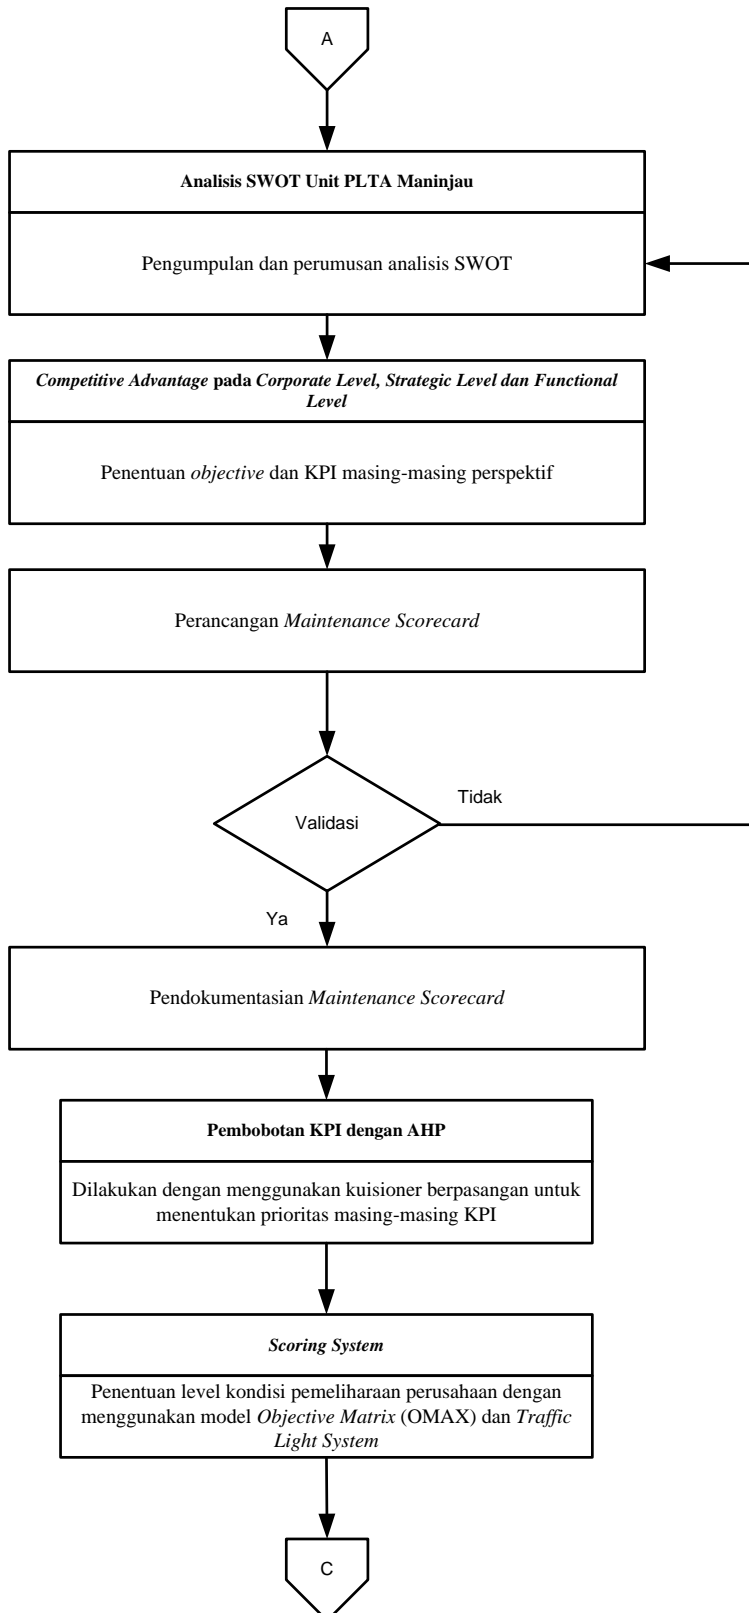 A
Analisis SWOT Unit PLTA Maninjau
Pengumpulan dan perumusan analisis SWOT
Competitive Advantage pada Corporate Level, Strategic Level dan Functional
Level
Penentuan objective dan KPI masing-masing perspektif
Perancangan Maintenance Scorecard
Validasi
Tidak
Ya
Pendokumentasian Maintenance Scorecard
Pembobotan KPI dengan AHP
Dilakukan dengan menggunakan kuisioner berpasangan untuk
menentukan prioritas masing-masing KPI
Scoring System
Penentuan level kondisi pemeliharaan perusahaan dengan
menggunakan model Objective Matrix (OMAX) dan Traffic
Light System
C